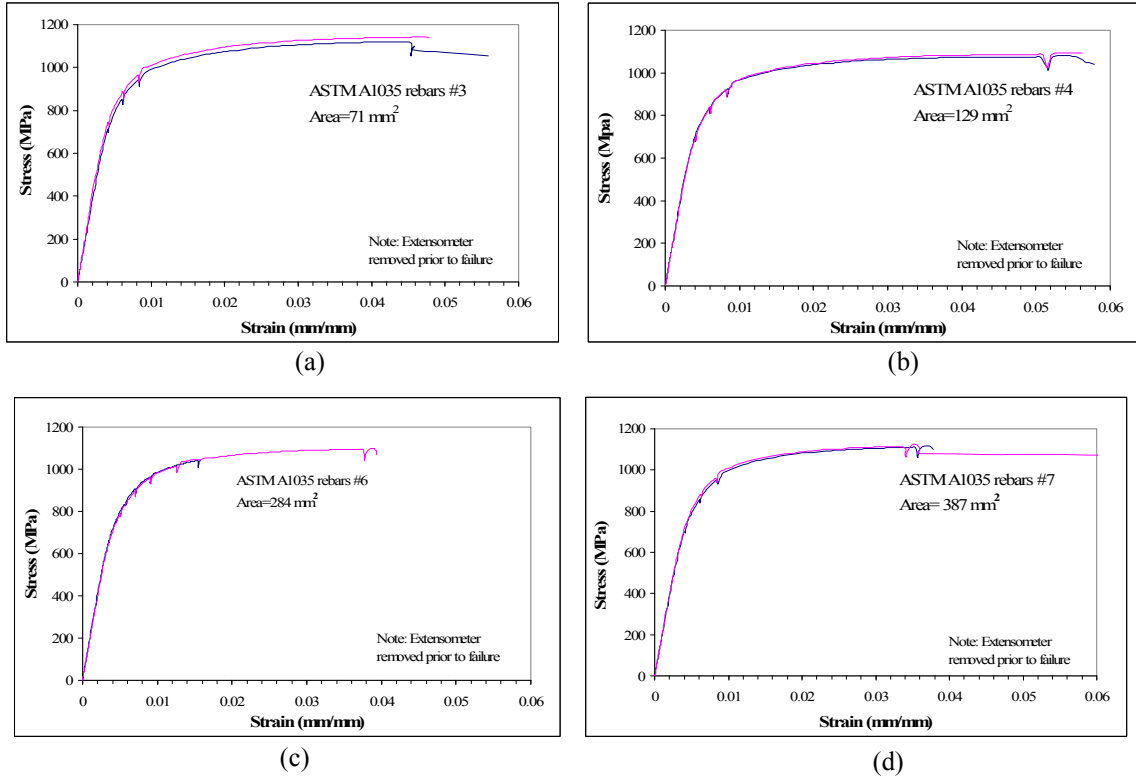 1200
1000
800
600
400
200
0
Stress (MPa)
ASTM A1035 rebars #3
Area=71 mm²
Note: Extensometer
removed prior to failure
0 0.01 0.02 0.03 0.04 0.05 0.06
Strain (mm/mm)
(a)
1200
1000
800
600
400
200
0
Stress (Mpa)
ASTM A1035 rebars #4
Area=129 mm²
Note: Extensometer
removed prior to failure
0 0.01 0.02 0.03 0.04 0.05 0.06
Strain (mm/mm)
(b)
1200
1000
800
600
400
200
0
Stress (MPa)
ASTM A1035 rebars #6
Area=284 mm²
Note: Extensometer
removed prior to failure
0 0.01 0.02 0.03 0.04 0.05 0.06
Strain (mm/mm)
(c)
1200
1000
800
600
400
200
0
Stress (MPa)
ASTM A1035 rebars #7
Area= 387 mm²
Note: Extensometer
removed prior to failure
0 0.01 0.02 0.03 0.04 0.05 0.06
Strain (mm/mm)
(d)